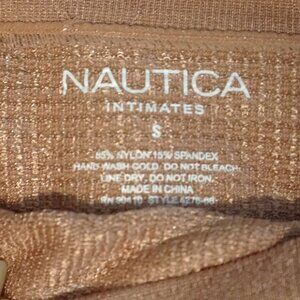 NAUTICA
INTIMATES
S
85% NYLON 15% SPANDEX
HAND WASH COLD. DO NOT BLEACH.
LINE DRY. DO NOT IRON.
MADE IN CHINA
STYLE